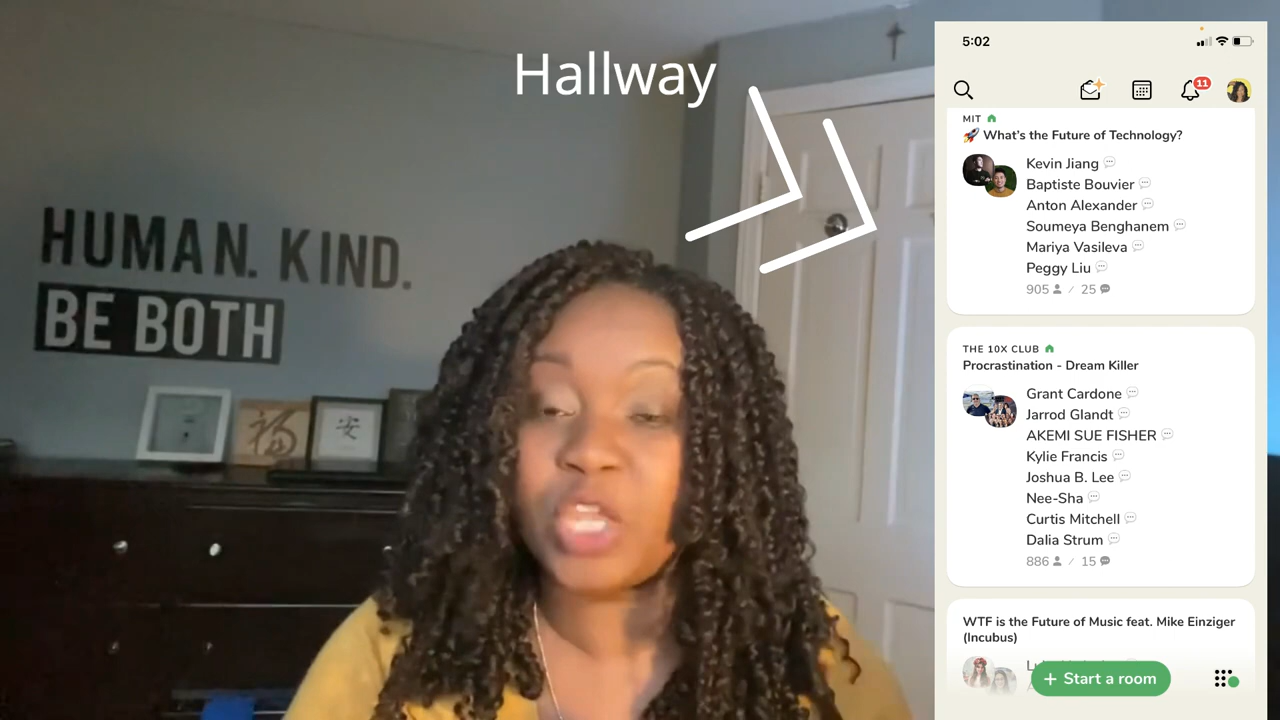 Hallway
HUMAN. KIND.
BE BOTH
福
安
5:02
11
MIT
What's the Future of Technology?
Kevin Jiang
Baptiste Bouvier
Anton Alexander
Soumeya Benghanem
Mariya Vasileva
Peggy Liu
905 / 25
THE 10X CLUB
Procrastination - Dream Killer
Grant Cardone
Jarrod Glandt
AKEMI SUE FISHER
Kylie Francis
Joshua B. Lee
Nee-Sha
Curtis Mitchell
Dalia Strum
886 / 15
WTF is the Future of Music feat. Mike Einziger
(Incubus)
+ Start a room